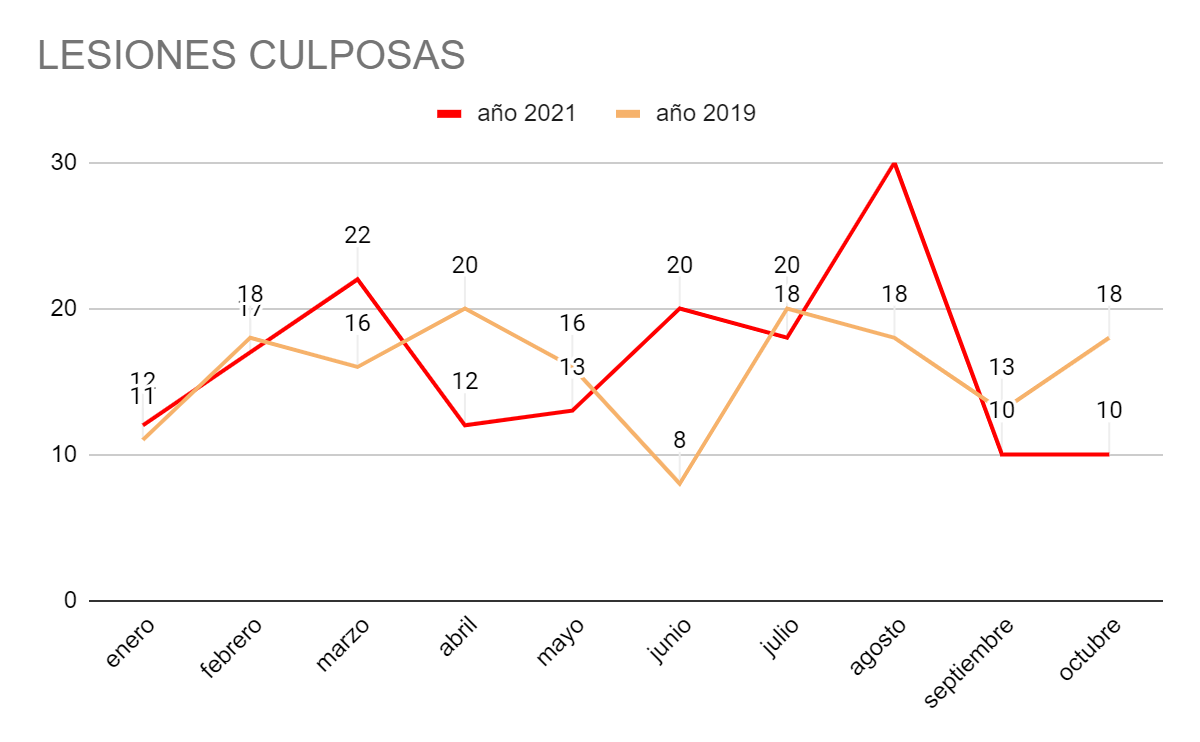 LESIONES CULPOSAS
año 2021 año 2019
30
22
20 20 20
18 18 18 18
17
20
16 16
13 13
12 12
11
10 10
8
10
0
enero febrero marzo abril mayo junio julio agosto septiembre octubre